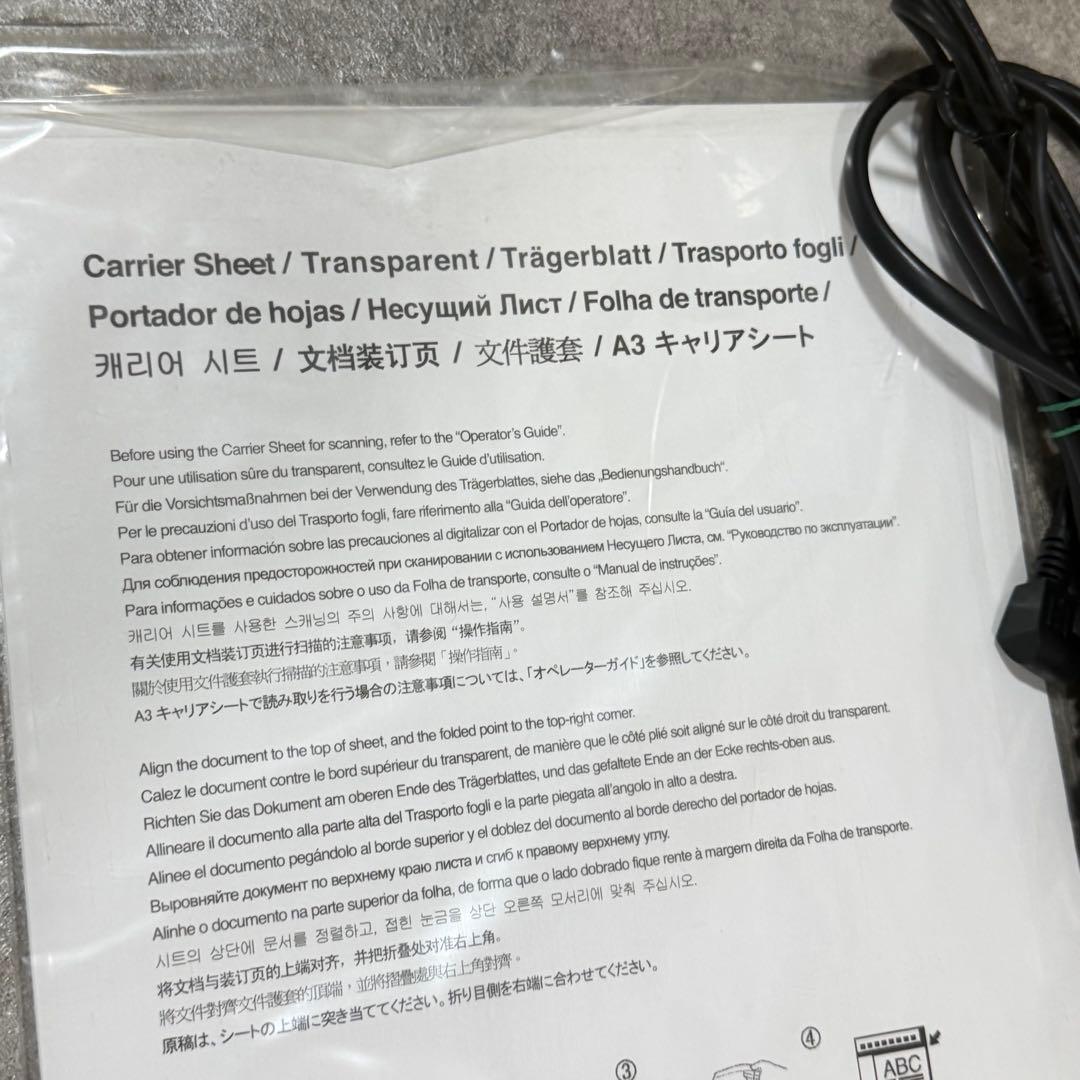 Carrier Sheet / Transparent / Trägerblatt / Trasporto fogli /
Portador de hojas / Несущий Лист / Folha de transporte /
캐리어 시트 / 文档装订页 / 文件護套 / A3 キャリアシート
Before using the Carrier Sheet for scanning, refer to the “Operator’s Guide”.
Pour une utilisation sûre du transparent, consultez le Guide d’utilisation.
Für die Vorsichtsmaßnahmen bei der Verwendung des Trägerblattes, siehe das „Bedienungshandbuch“.
Per le precauzioni d’uso del Trasporto fogli, fare riferimento alla “Guida dell’operatore”.
Para obtener información sobre las precauciones al digitalizar con el Portador de hojas, consulte la “Guía del usuario”.
Для соблюдения предосторожностей при сканировании с использованием Несущего Листа, см. “Руководство по эксплуатации”.
Para informações e cuidados sobre o uso da Folha de transporte, consulte o “Manual de instruções”.
캐리어 시트를 사용한 스캐닝의 주의 사항에 대해서는, “사용 설명서”를 참조해 주십시오.
有关使用文档装订页进行扫描的注意事项，请参阅“操作指南”。
關於使用文件護套執行掃描的注意事項，請參閱「操作指南」。
A3 キャリアシートで読み取りを行う場合の注意事項については、「オペレーターガイド」を参照してください。
Align the document to the top of sheet, and the folded point to the top-right corner.
Calez le document contre le bord supérieur du transparent, de manière que le côté plié soit aligné sur le côté droit du transparent.
Richten Sie das Dokument am oberen Ende des Trägerblattes, und das gefaltete Ende an der Ecke rechts-oben aus.
Allineare il documento alla parte alta del Trasporto fogli e la parte piegata all’angolo in alto a destra.
Alinee el documento pegándolo al borde superior y el doblez del documento al borde derecho del portador de hojas.
Выровняйте документ по верхнему краю листа и сгиб к правому верхнему углу.
Alinhe o documento na parte superior da folha, de forma que o lado dobrado fique rente à margem direita da Folha de transporte.
시트의 상단에 문서를 정렬하고, 접힌 눈금을 상단 오른쪽 모서리에 맞춰 주십시오.
将文档与装订页的上端对齐，并把折叠处对准右上角。
將文件對齊文件護套的頂端，並將摺疊處與右上角對齊。
原稿は、シートの上端に突き当ててください。折り目側を右端に合わせてください。
③ ④
ABC